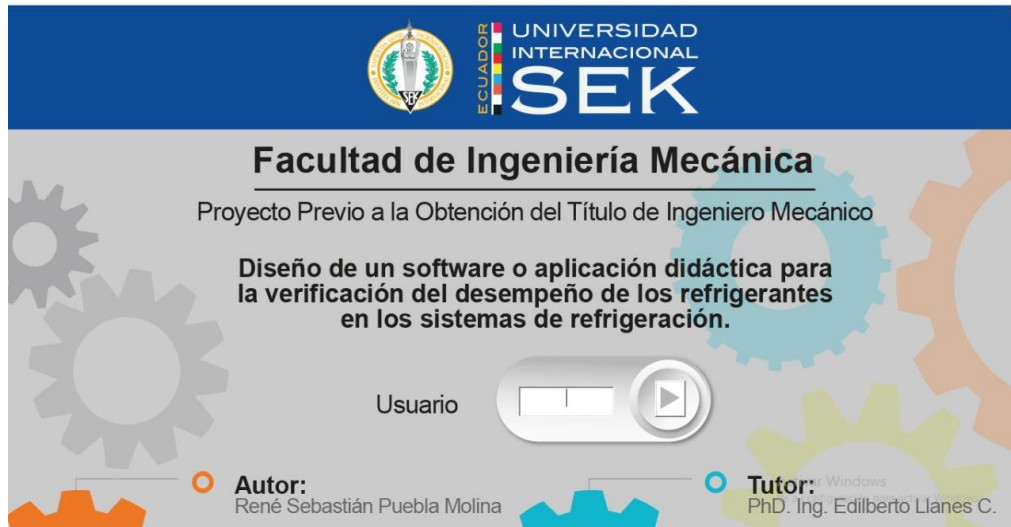 ECUADOR
UNIVERSIDAD
INTERNACIONAL
SEK
SEK
Facultad de Ingeniería Mecánica
Proyecto Previo a la Obtención del Título de Ingeniero Mecánico
Diseño de un software o aplicación didáctica para
la verificación del desempeño de los refrigerantes
en los sistemas de refrigeración.
Usuario
Autor:
René Sebastián Puebla Molina
Tutor:
Windows
PhD. Ing. Edilberto Llanes C.